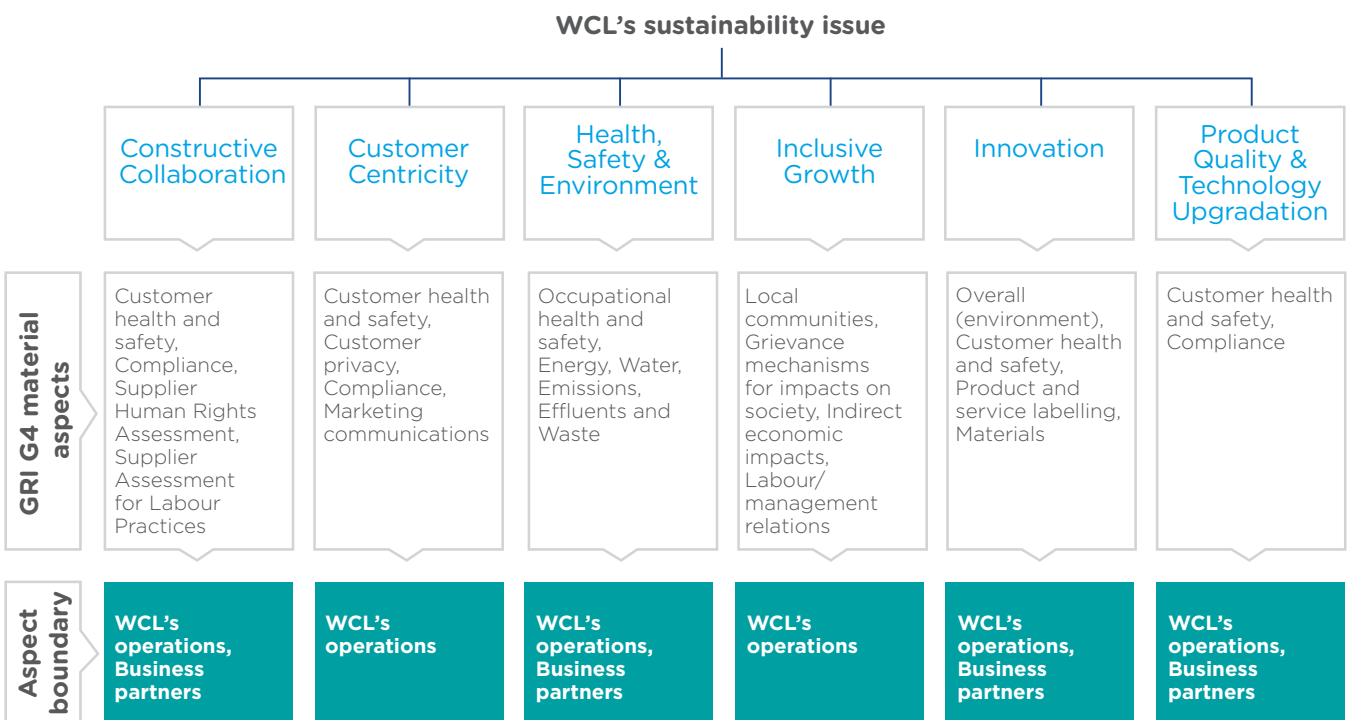 WCL’s sustainability issue
Constructive
Collaboration
Customer
Centricity
Health,
Safety &
Environment
Inclusive
Growth
Innovation
Product
Quality &
Technology
Upgradation
GRI G4 material
aspects
Customer
health and
safety,
Compliance,
Supplier
Human Rights
Assessment,
Supplier
Assessment
for Labour
Practices
Customer health
and safety,
Customer
privacy,
Compliance,
Marketing
communications
Occupational
health and
safety,
Energy, Water,
Emissions,
Effluents and
Waste
Local
communities,
Grievance
mechanisms
for impacts on
society, Indirect
economic
impacts,
Labour/
management
relations
Overall
(environment),
Customer health
and safety,
Product and
service labelling,
Materials
Customer health
and safety,
Compliance
Aspect
boundary
WCL’s
operations,
Business
partners
WCL’s
operations
WCL’s
operations,
Business
partners
WCL’s
operations
WCL’s
operations,
Business
partners
WCL’s
operations,
Business
partners